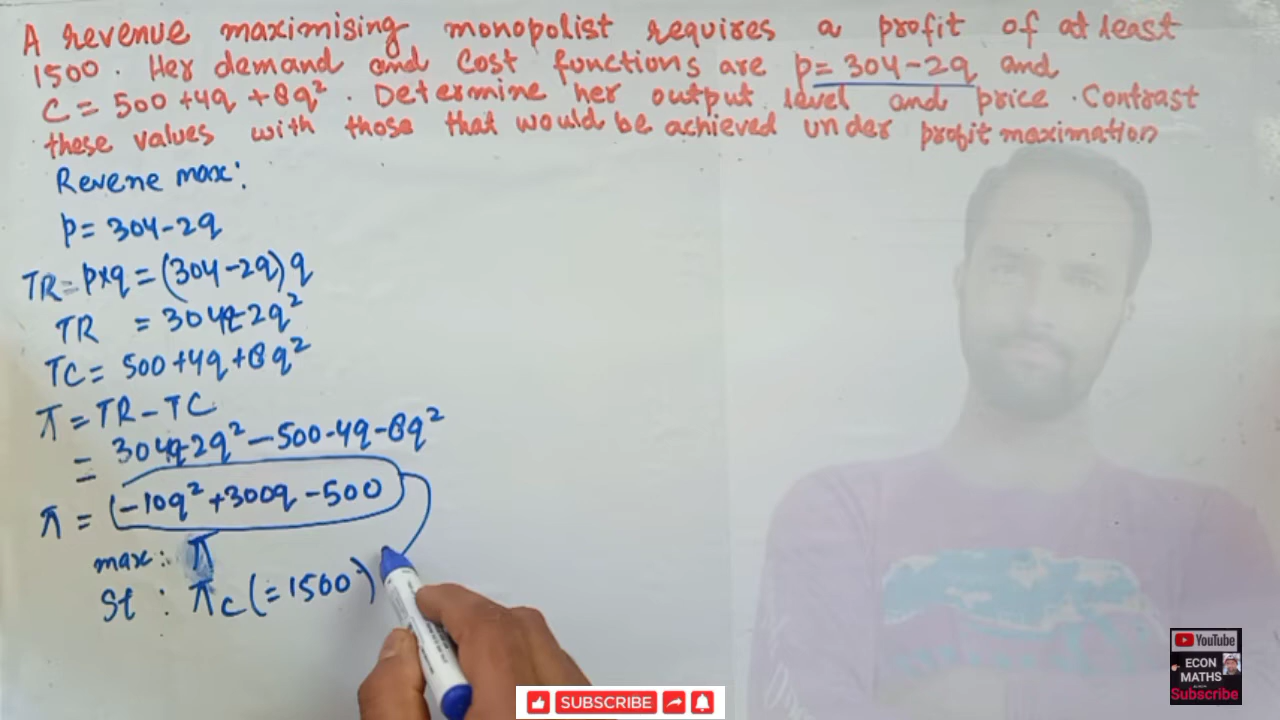 A revenue maximising monopolist requires a profit of at least
1500. Her demand and cost functions are p=304-2q and
C = 500+4q+8q². Determine her output level and price. Contrast
these values with those that would be achieved under profit maximation
Revene max:
p= 304-2q
TR=p×q=(304-2q)q
TR = 304q-2q²
TC= 500+4q+8q²
π=TR-TC
= 304q-2q²-500-4q-8q²
π = (-10q²+300q-500)
max: π
St : πc(=1500)
YouTube
ECON
MATHS
Subscribe
SUBSCRIBE